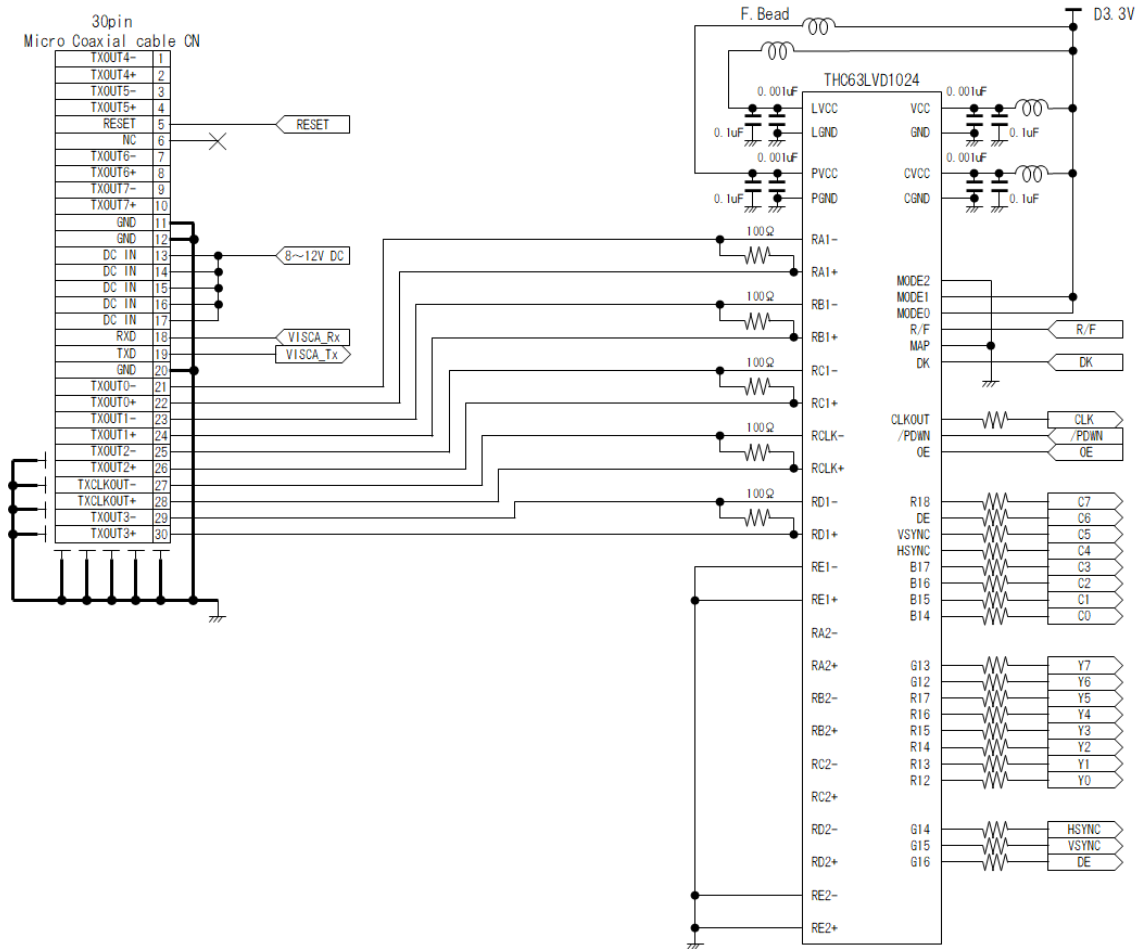 30pin
Micro Coaxial cable CN
TXOUT4- 1
TXOUT4+ 2
TXOUT5- 3
TXOUT5+ 4
RESET 5
RESET
NC 6
TXOUT6- 7
TXOUT6+ 8
TXOUT7- 9
TXOUT7+ 10
GND 11
GND 12
DC IN 13
8~12V DC
DC IN 14
DC IN 15
DC IN 16
DC IN 17
RXD 18
VISCA_Rx
TXD 19
VISCA_Tx
GND 20
TXOUT0- 21
TXOUT0+ 22
TXOUT1- 23
TXOUT1+ 24
TXOUT2- 25
TXOUT2+ 26
TXCLKOUT- 27
TXCLKOUT+ 28
TXOUT3- 29
TXOUT3+ 30
F. Bead
D3. 3V
THC63LVD1024
0. 001uF
0. 1uF
0. 001uF
0. 1uF
100Ω
100Ω
100Ω
100Ω
100Ω
LVCC
LGND
PVCC
PGND
RA1-
RA1+
RB1-
RB1+
RC1-
RC1+
RCLK-
RCLK+
RD1-
RD1+
RE1-
RE1+
RA2-
RA2+
RB2-
RB2+
RC2-
RC2+
RD2-
RD2+
RE2-
RE2+
VCC
0. 001uF
GND
0. 1uF
CVCC
0. 001uF
CGND
0. 1uF
MODE2
MODE1
MODE0
R/F R/F
MAP
DK DK
CLKOUT CLK
/PDWN /PDWN
OE OE
R18 C7
DE C6
VSYNC C5
HSYNC C4
B17 C3
B16 C2
B15 C1
B14 C0
G13 Y7
G12 Y6
R17 Y5
R16 Y4
R15 Y3
R14 Y2
R13 Y1
R12 Y0
G14 HSYNC
G15 VSYNC
G16 DE